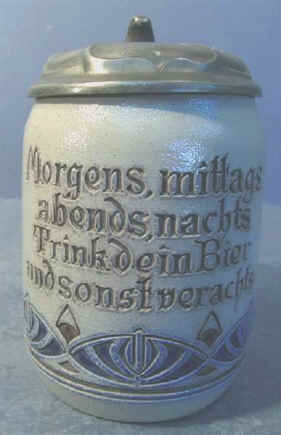 Morgens, mittags
abends, nachts
Trink dein Bier
und sonst veracht's